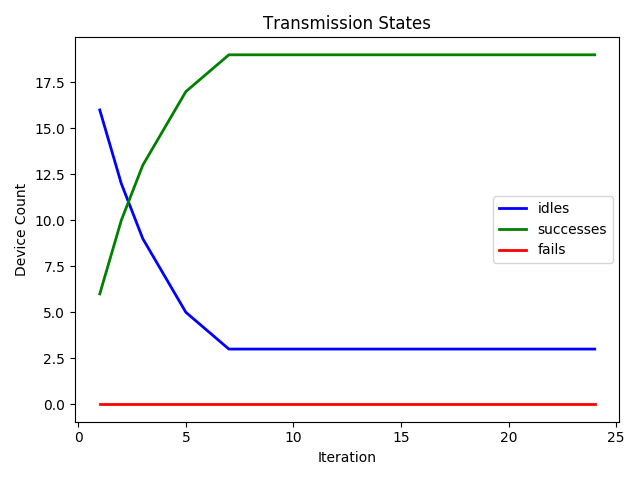 Transmission States
Device Count
17.5
15.0
12.5
10.0
7.5
5.0
2.5
0.0
idles
successes
fails
0 5 10 15 20 25
Iteration